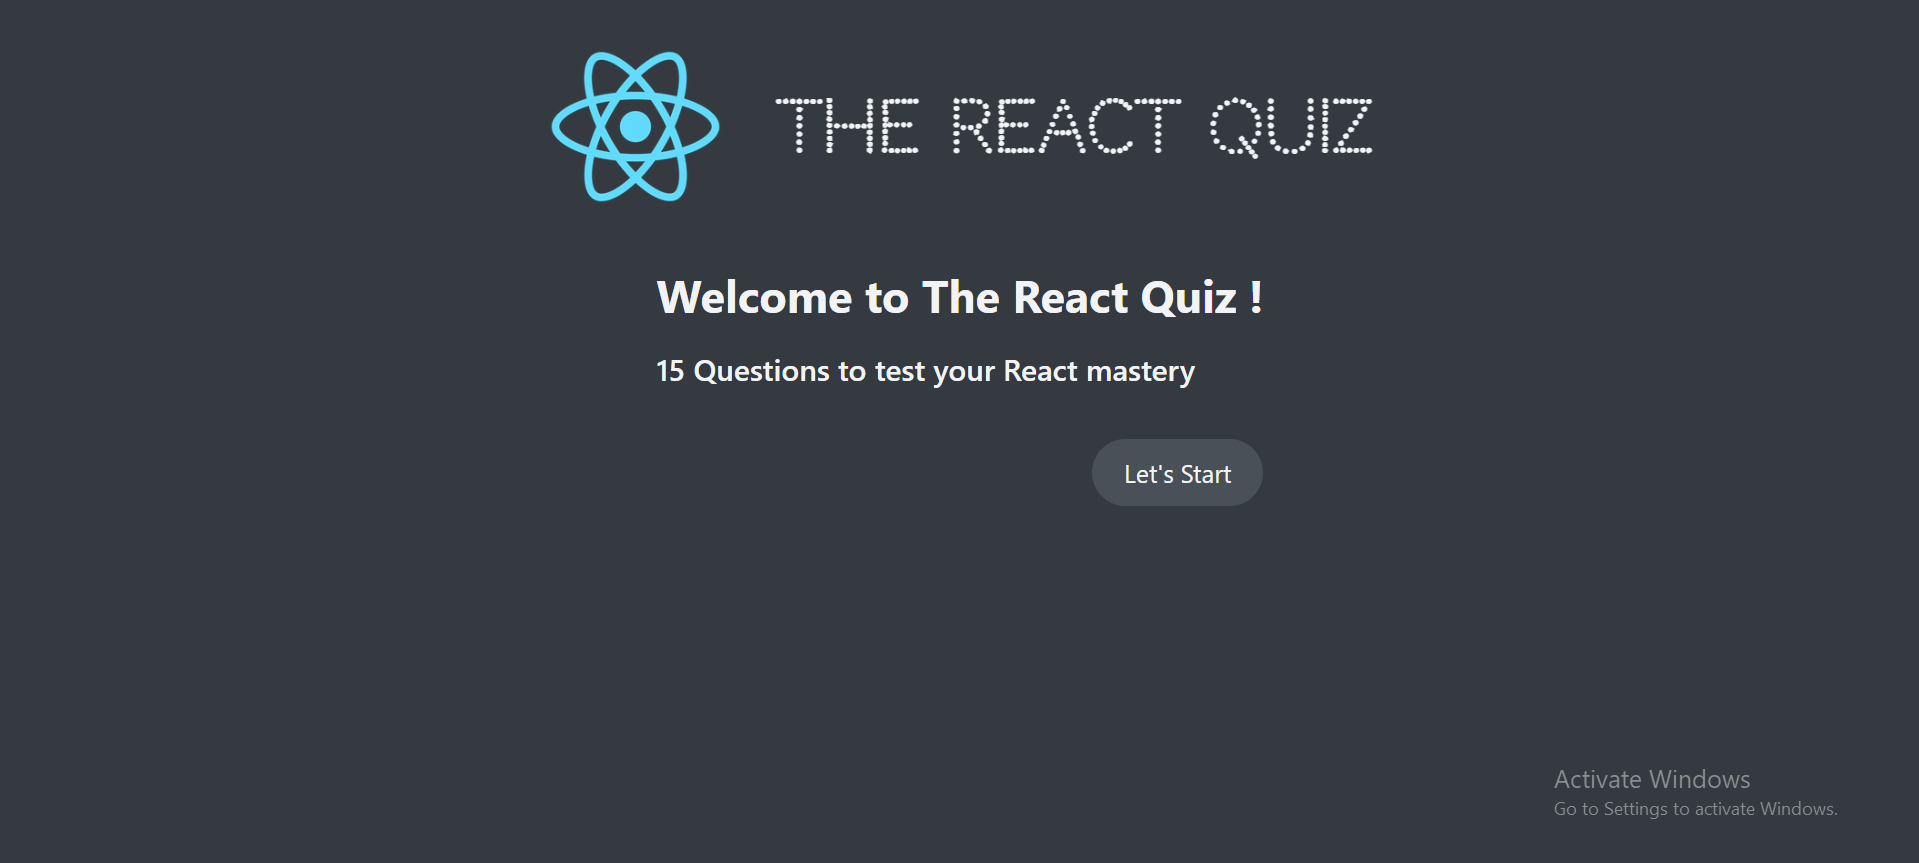 THE REACT QUIZ
Welcome to The React Quiz !
15 Questions to test your React mastery
Let's Start
Activate Windows
Go to Settings to activate Windows.